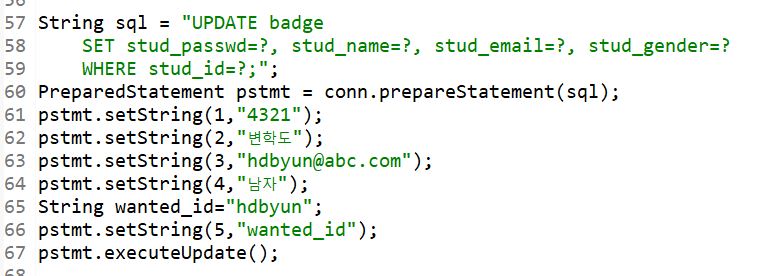 57 String sql = "UPDATE badge
58     SET stud_passwd=?, stud_name=?, stud_email=?, stud_gender=?
59     WHERE stud_id=?;";
60 PreparedStatement pstmt = conn.prepareStatement(sql);
61 pstmt.setString(1,"4321");
62 pstmt.setString(2,"변학도");
63 pstmt.setString(3,"hdbyun@abc.com");
64 pstmt.setString(4,"남자");
65 String wanted_id="hdbyun";
66 pstmt.setString(5,"wanted_id");
67 pstmt.executeUpdate();